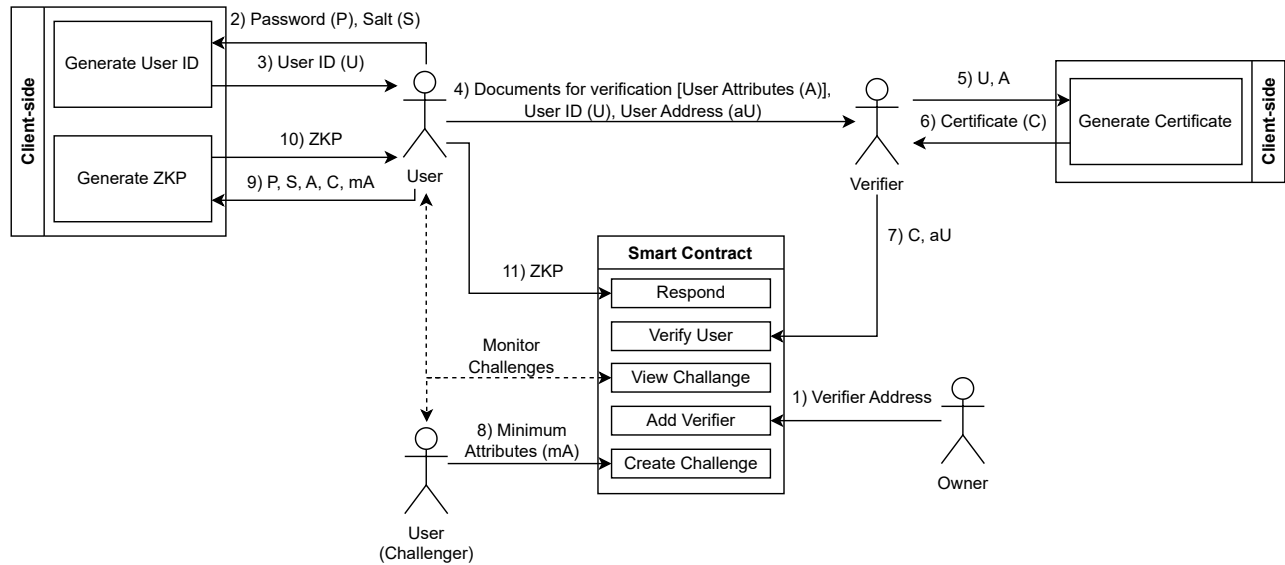 Client-side
Generate User ID
2) Password (P), Salt (S)
3) User ID (U)
Generate ZKP
10) ZKP
9) P, S, A, C, mA
User
4) Documents for verification [User Attributes (A)],
User ID (U), User Address (aU)
Verifier
5) U, A
6) Certificate (C)
Generate Certificate
Client-side
7) C, aU
11) ZKP
Smart Contract
Respond
Verify User
View Challange
Add Verifier
Create Challenge
Monitor
Challenges
1) Verifier Address
Owner
8) Minimum
Attributes (mA)
User
(Challenger)